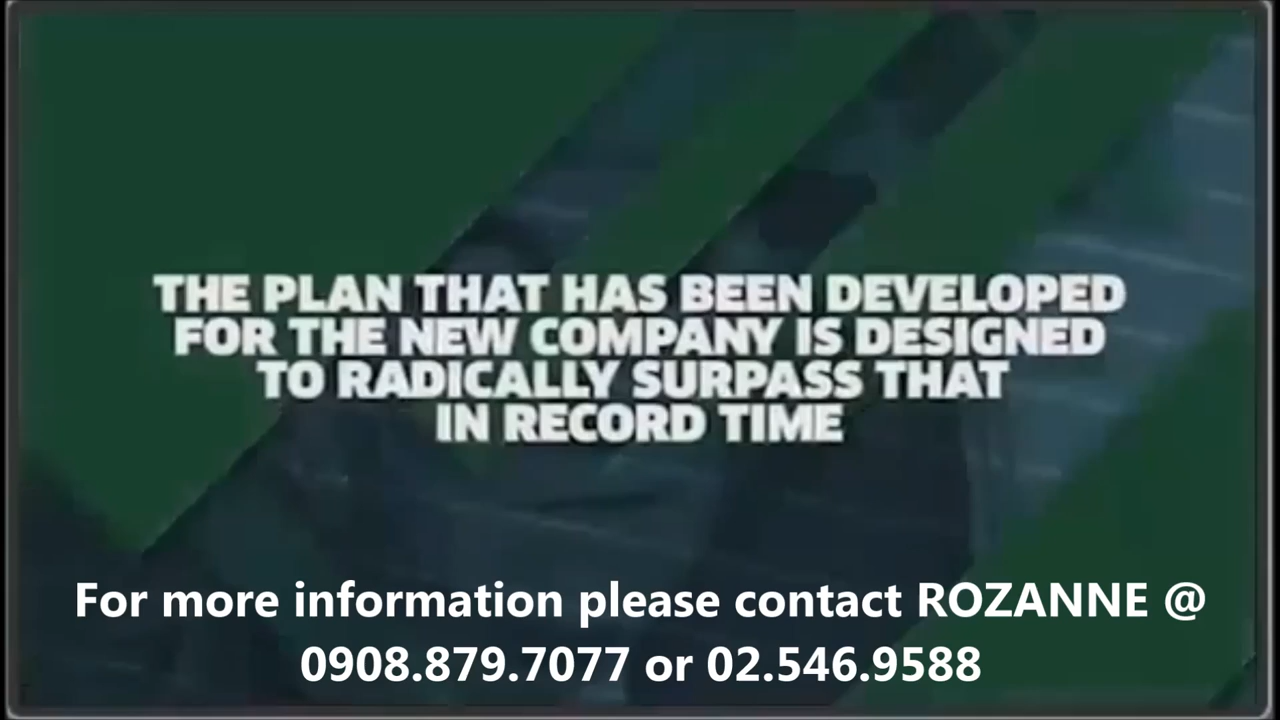 THE PLAN THAT HAS BEEN DEVELOPED
FOR THE NEW COMPANY IS DESIGNED
TO RADICALLY SURPASS THAT
IN RECORD TIME
For more information please contact ROZANNE @
0908.879.7077 or 02.546.9588